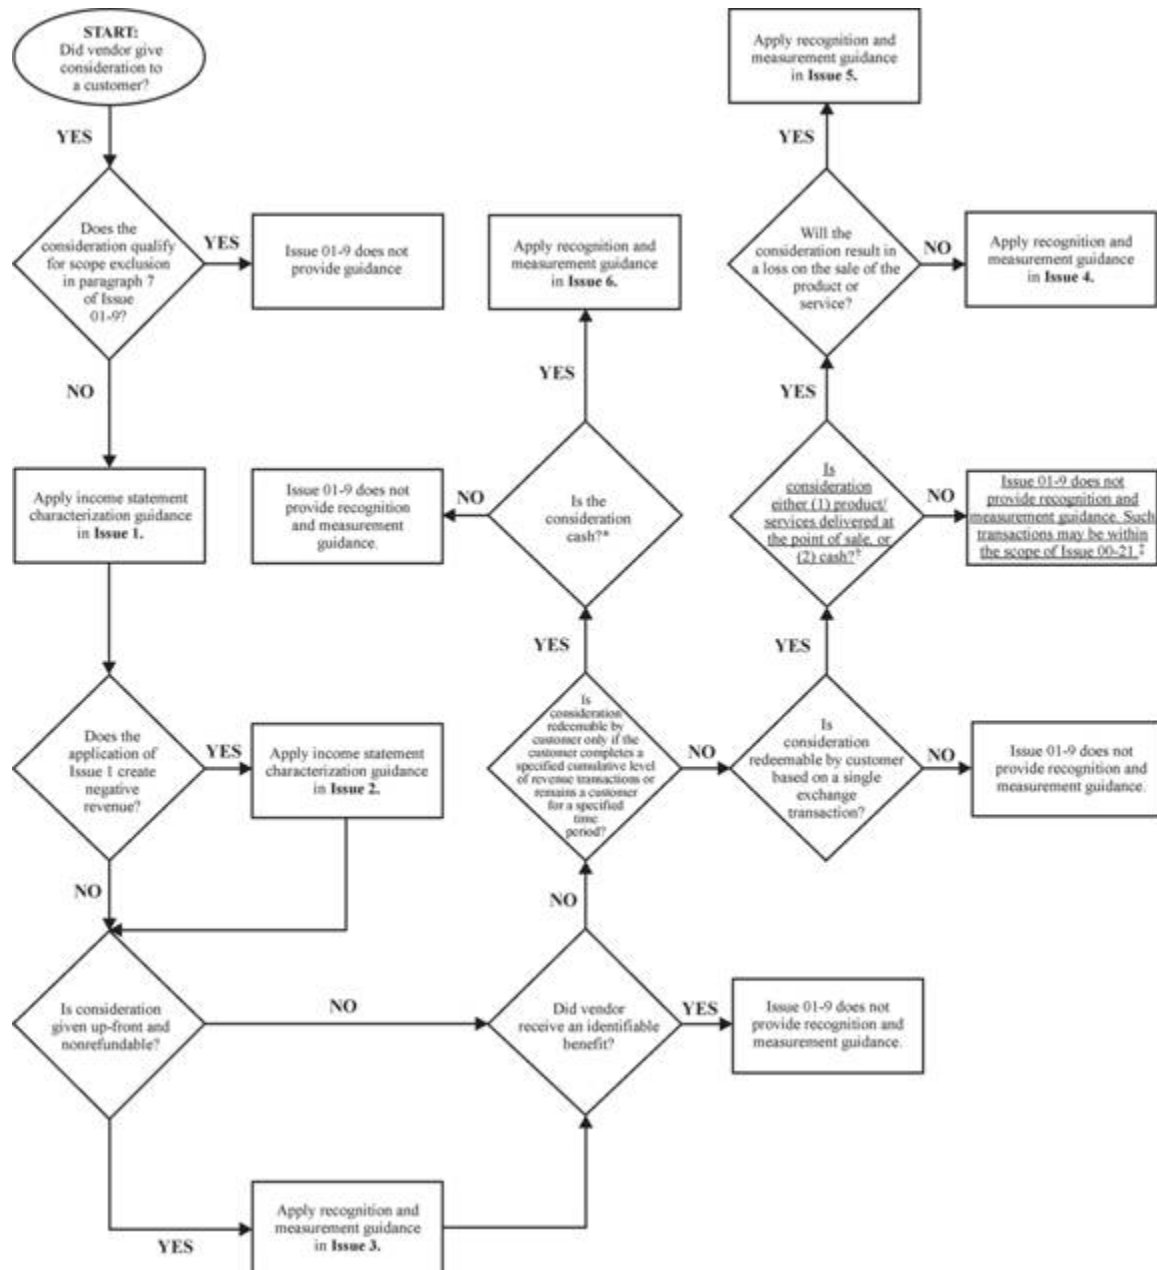 START:
Did vendor give
consideration to
a customer?
YES
Does the
consideration qualify
for scope exclusion
in paragraph 7
of Issue
01-9?
YES
Issue 01-9 does not
provide guidance
NO
Apply income statement
characterization guidance
in Issue 1.
Does the
application of
Issue 1 create
negative
revenue?
YES
Apply income statement
characterization guidance
in Issue 2.
NO
Is consideration
given up-front and
nonrefundable?
NO
YES
Apply recognition and
measurement guidance
in Issue 3.
Did vendor
receive an identifiable
benefit?
YES
Issue 01-9 does not
provide recognition and
measurement guidance.
NO
Is
consideration
redeemable by
customer only if the
customer completes a
specified cumulative level
of revenue transactions or
remains a customer
for a specified
time
period?
YES
Is the
consideration
cash?*
NO
Issue 01-9 does not
provide recognition
and measurement
guidance.
YES
Apply recognition and
measurement guidance
in Issue 6.
NO
Is
consideration
redeemable by customer
based on a single
exchange
transaction?
NO
Issue 01-9 does not
provide recognition and
measurement guidance.
YES
Is
consideration
either (1) product/
services delivered at
the point of sale, or
(2) cash?†
NO
Issue 01-9 does not
provide recognition and
measurement guidance. Such
transactions may be within
the scope of Issue 00-21.‡
YES
Will the
consideration result in
a loss on the sale of the
product or
service?
NO
Apply recognition and
measurement guidance
in Issue 4.
YES
Apply recognition and
measurement guidance
in Issue 5.